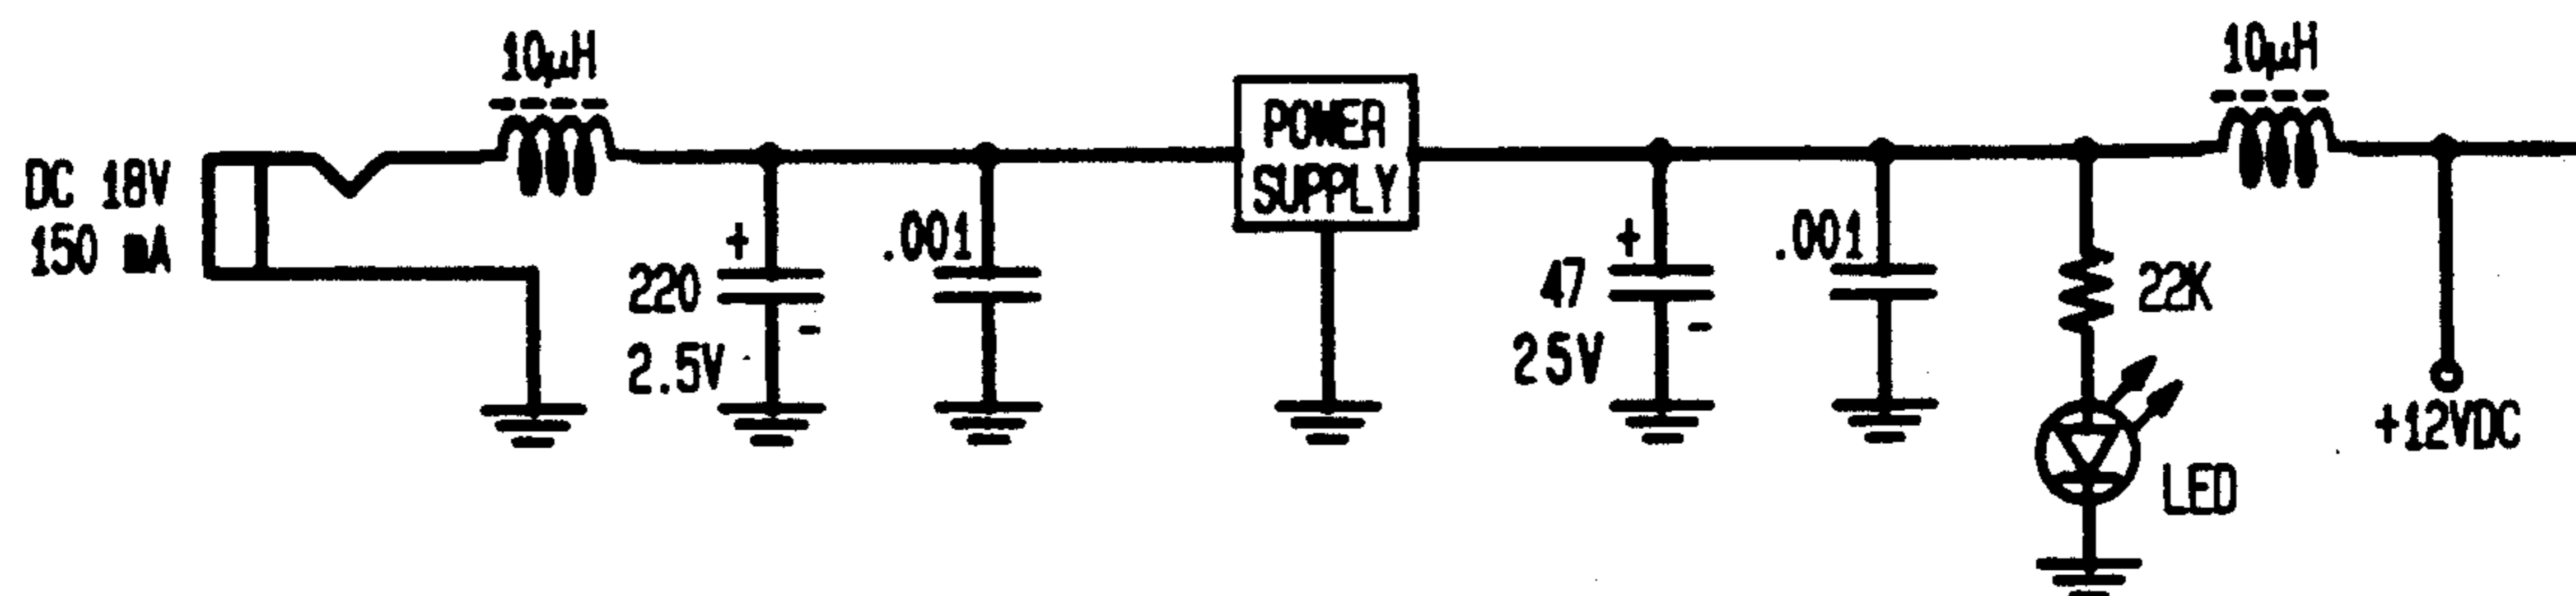 10µH
DC 18V
150 mA
+
220
-
2.5V
.001
POWER
SUPPLY
+
47
-
25V
.001
22K
LED
10µH
+12VDC